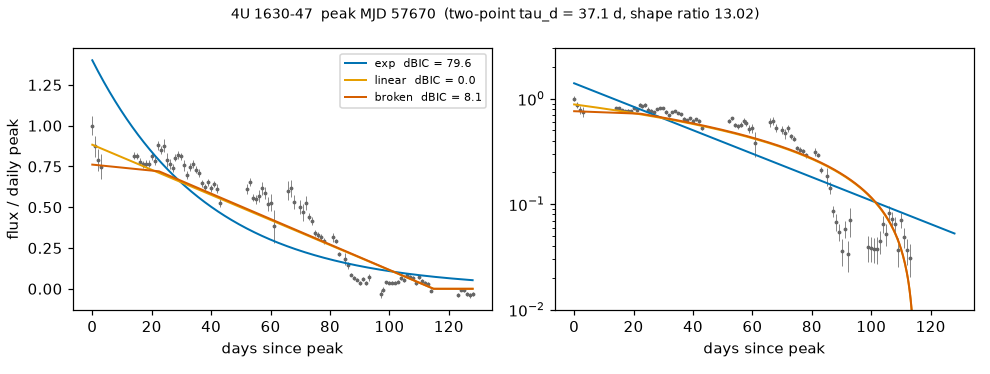 4U 1630-47  peak MJD 57670  (two-point tau_d = 37.1 d, shape ratio 13.02)
flux / daily peak
1.25
1.00
0.75
0.50
0.25
0.00
exp  dBIC = 79.6
linear  dBIC = 0.0
broken  dBIC = 8.1
0 20 40 60 80 100 120
days since peak
10^0
10^-1
10^-2
0 20 40 60 80 100 120
days since peak